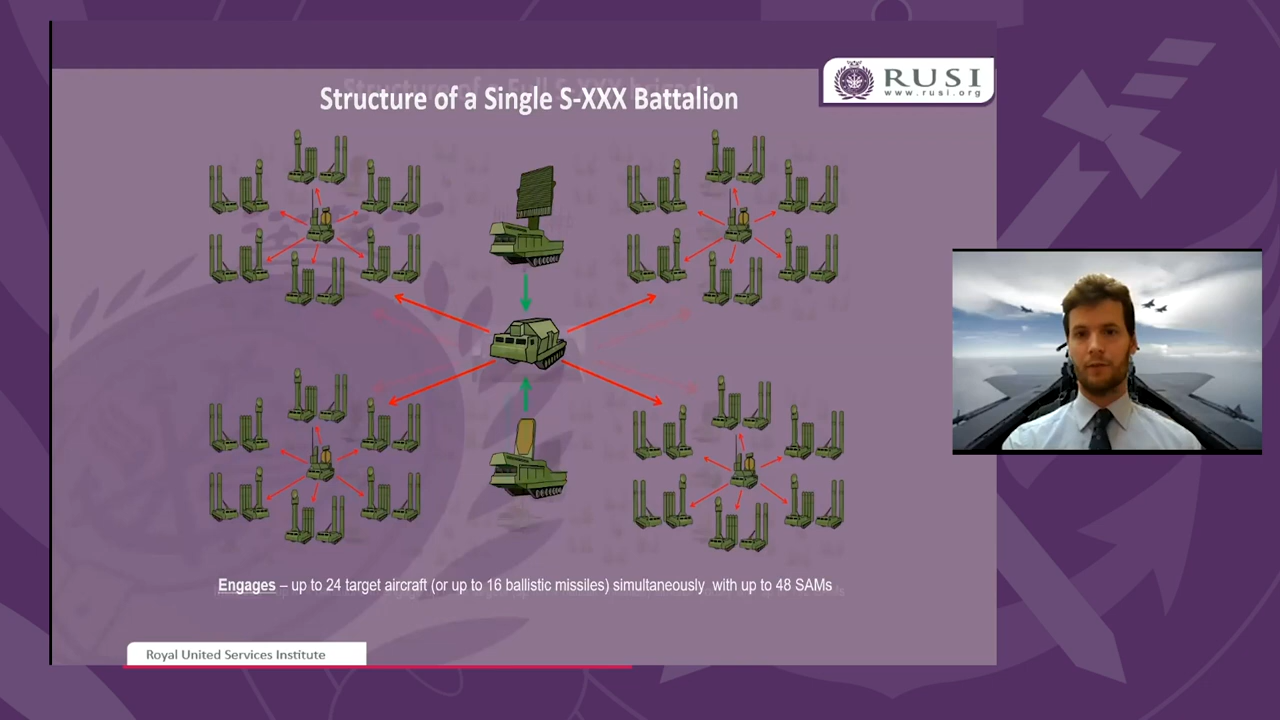 Structure of a Single S-XXX Battalion
RUSI
www.rusi.org
Engages – up to 24 target aircraft (or up to 16 ballistic missiles) simultaneously with up to 48 SAMs
Royal United Services Institute